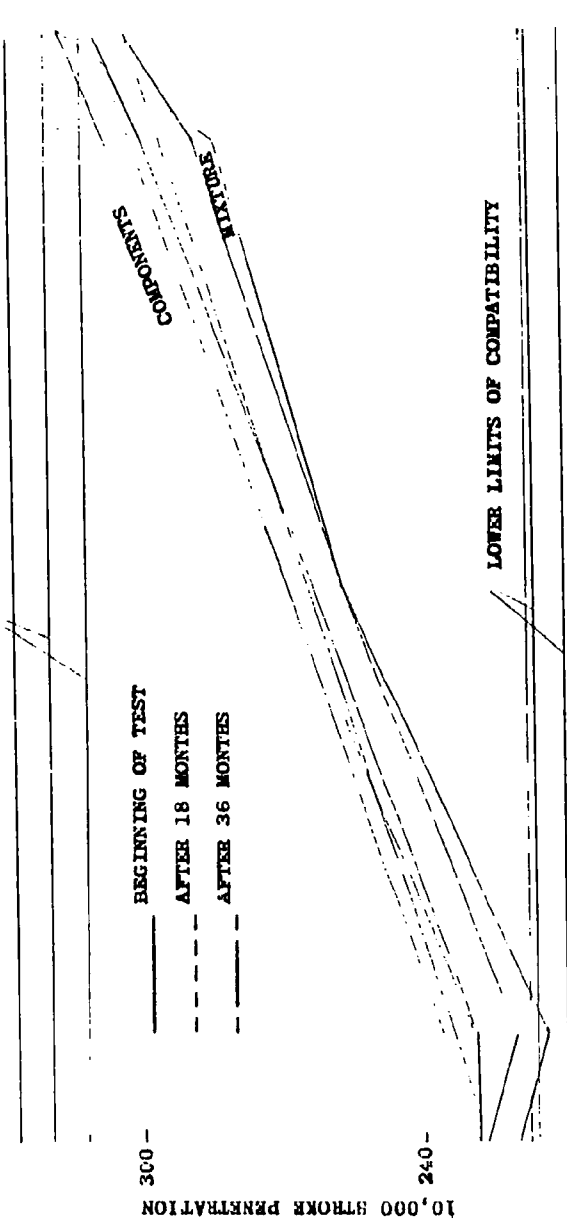 COMPONENTS
MIXTURE
LOWER LIMITS OF COMPATIBILITY
BEGINNING OF TEST
AFTER 18 MONTHS
AFTER 36 MONTHS
300
240
10,000 STROKE PENETRATION